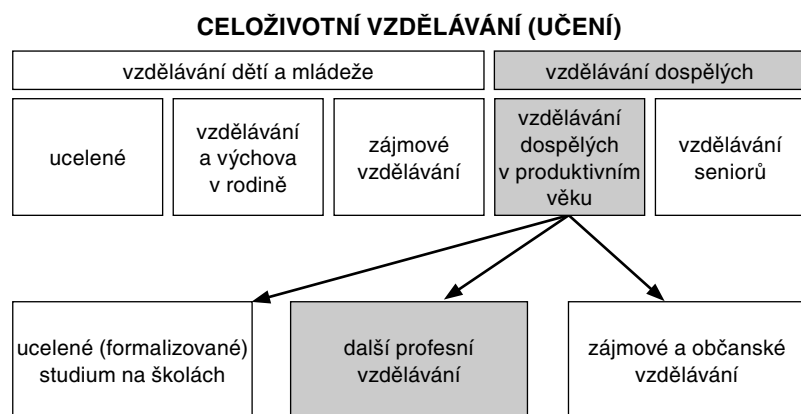 CELOŽIVOTNÍ VZDĚLÁVÁNÍ (UČENÍ)
vzdělávání dětí a mládeže
vzdělávání dospělých
ucelené
vzdělávání
a výchova
v rodině
zájmové
vzdělávání
vzdělávání
dospělých
v produktivním
věku
vzdělávání
seniorů
ucelené (formalizované)
studium na školách
další profesní
vzdělávání
zájmové a občanské
vzdělávání